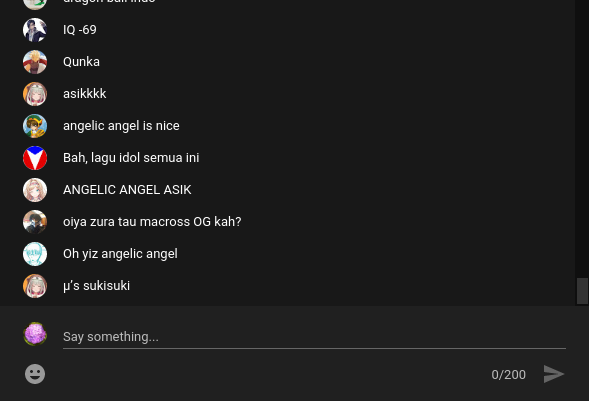 dragon ball indo
IQ -69
Qunka
asikkkk
angelic angel is nice
Bah, lagu idol semua ini
ANGELIC ANGEL ASIK
oiya zura tau macross OG kah?
Oh yiz angelic angel
μ's sukisuki
Say something...
0/200